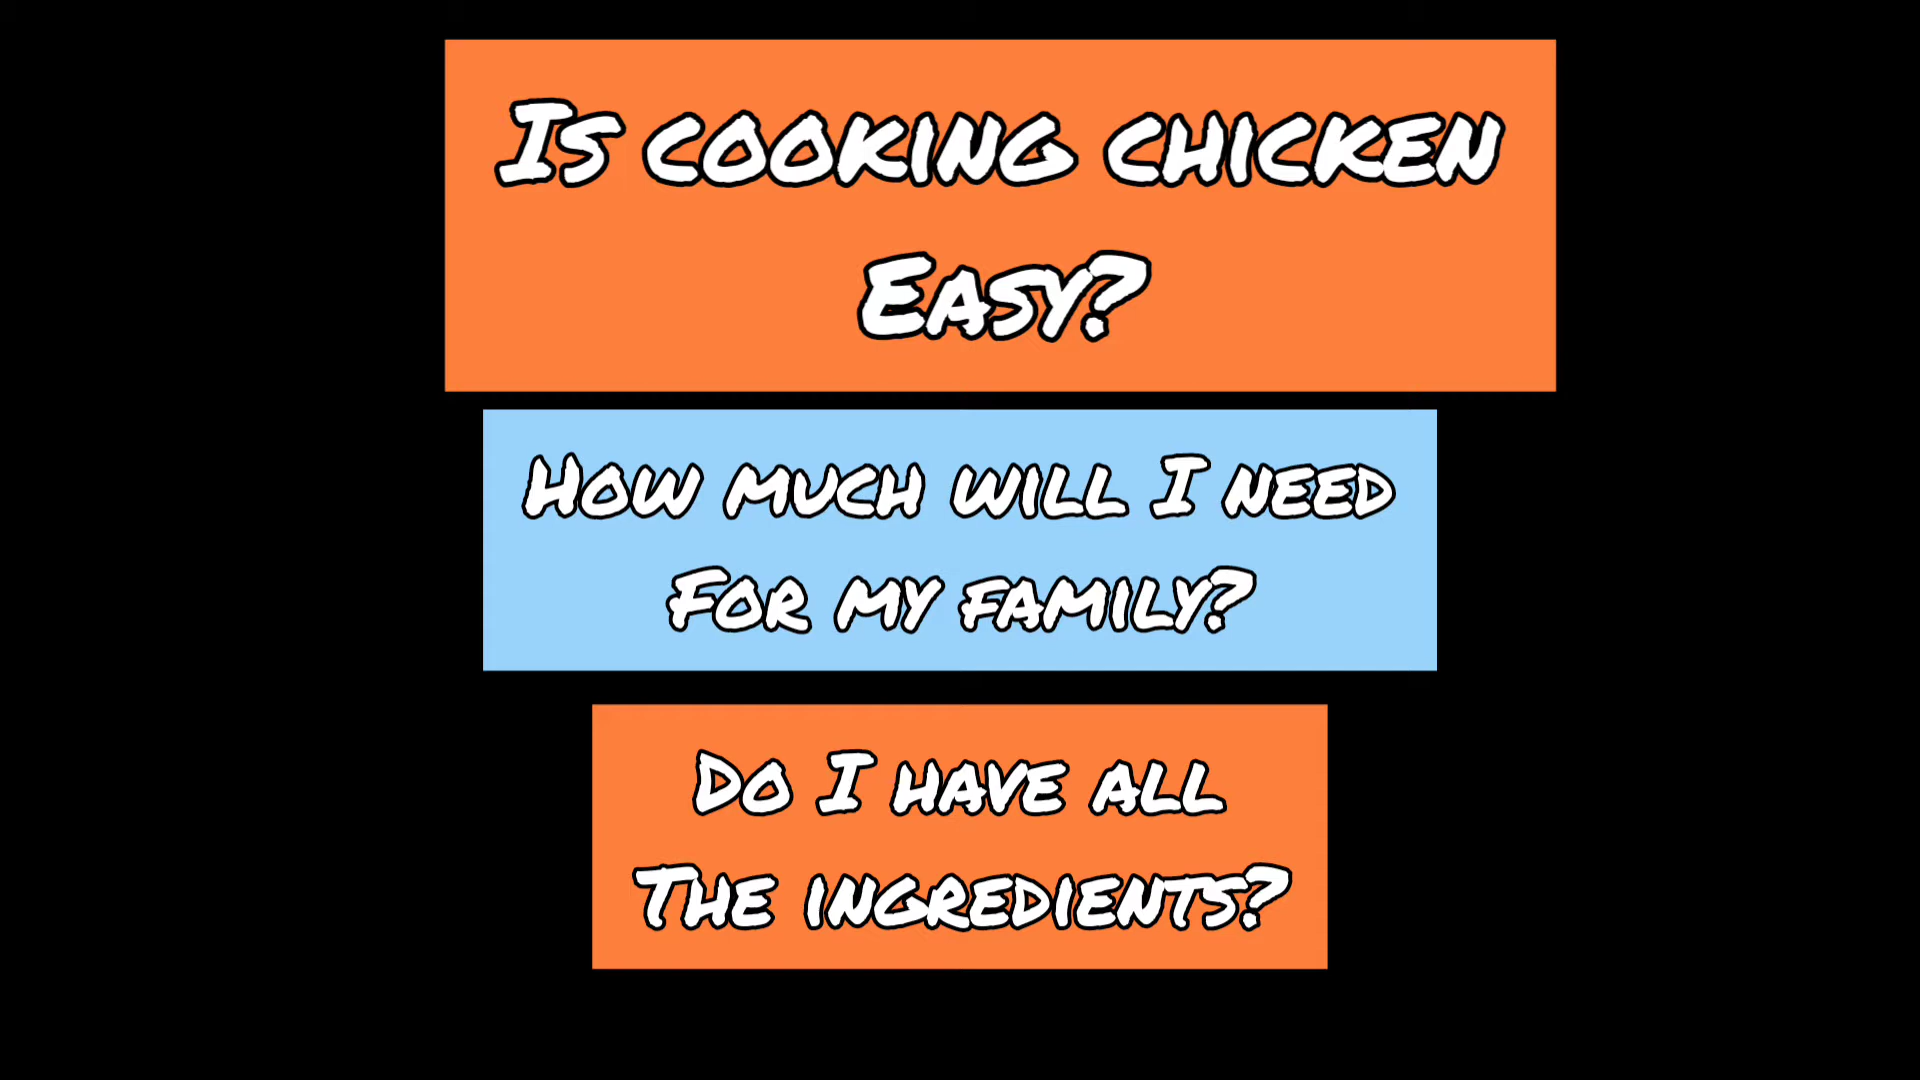 Is cooking chicken
Easy?
How much will I need
For my family?
Do I have all
The ingredients?